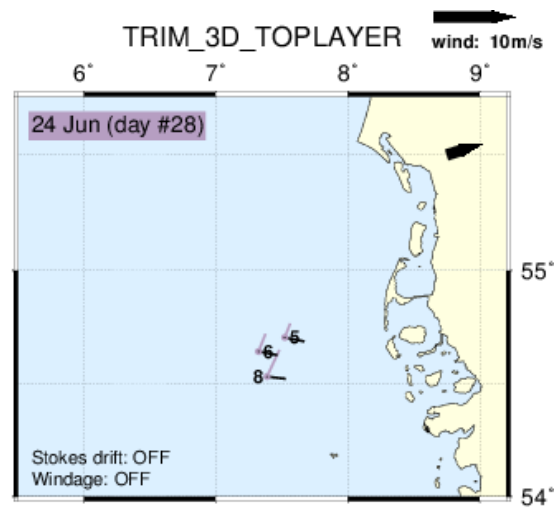 TRIM_3D_TOPLAYER
wind: 10m/s
6° 7° 8° 9°
24 Jun (day #28)
55°
5
6
8
Stokes drift: OFF
Windage: OFF
54°